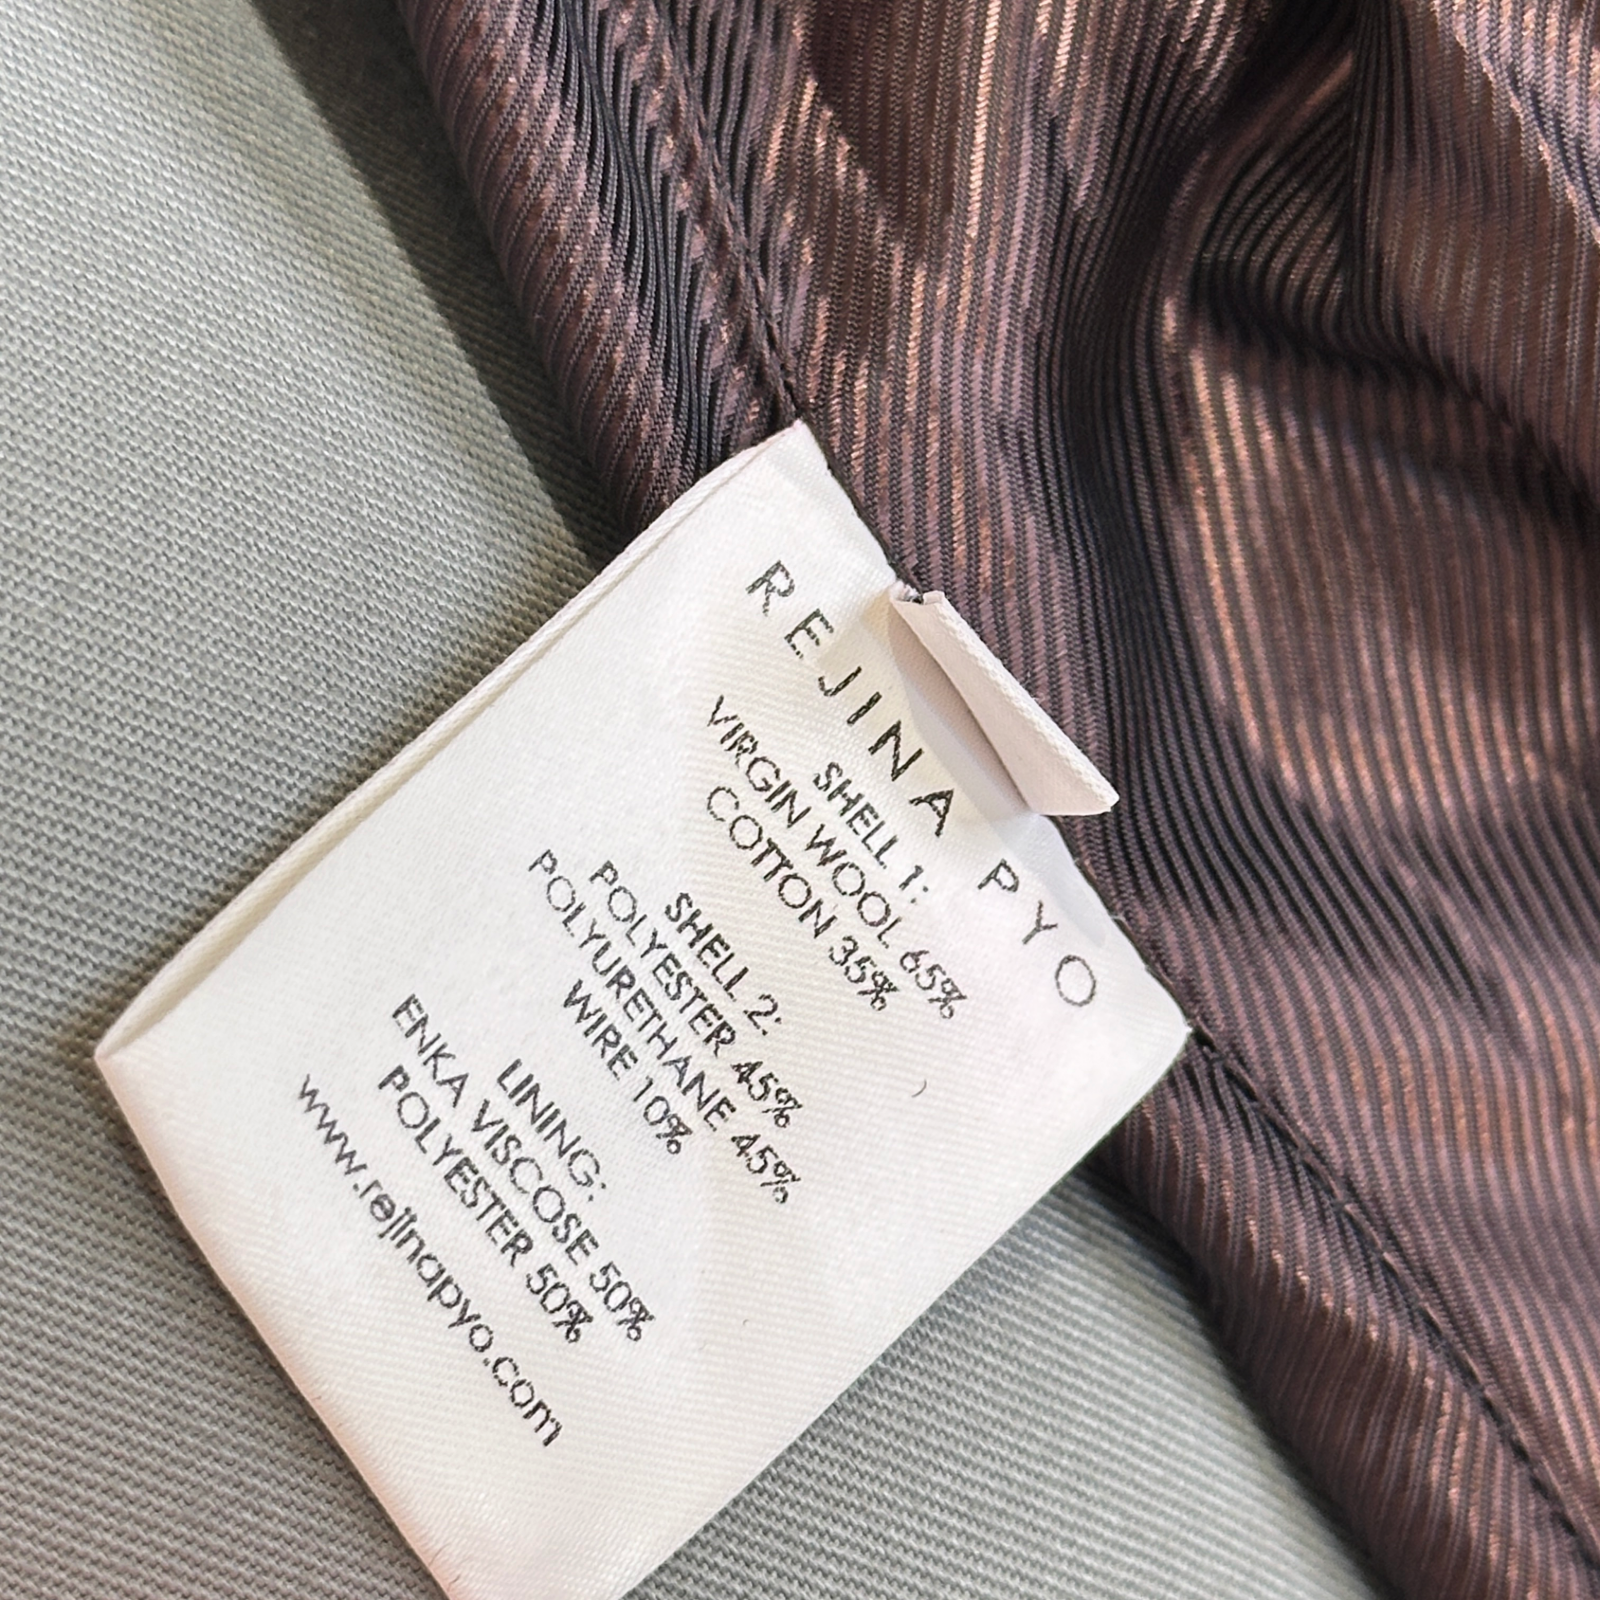 REJINA PYO
SHELL 1:
VIRGIN WOOL 65%
COTTON 35%
SHELL 2:
POLYESTER 45%
POLYURETHANE 45%
WIRE 10%
LINING:
ENKA VISCOSE 50%
POLYESTER 50%
www.rejinapyo.com